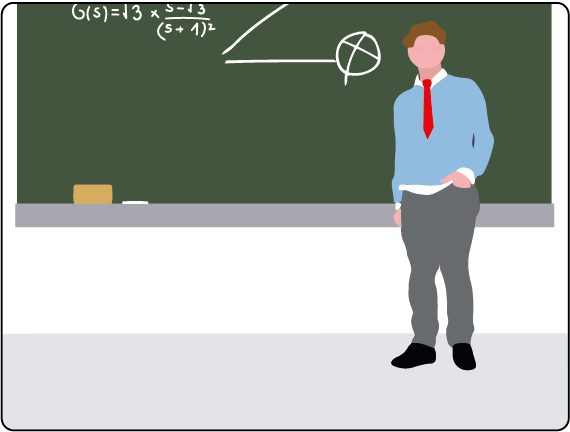 G(s)=√3 × s-√3
(s+1)²